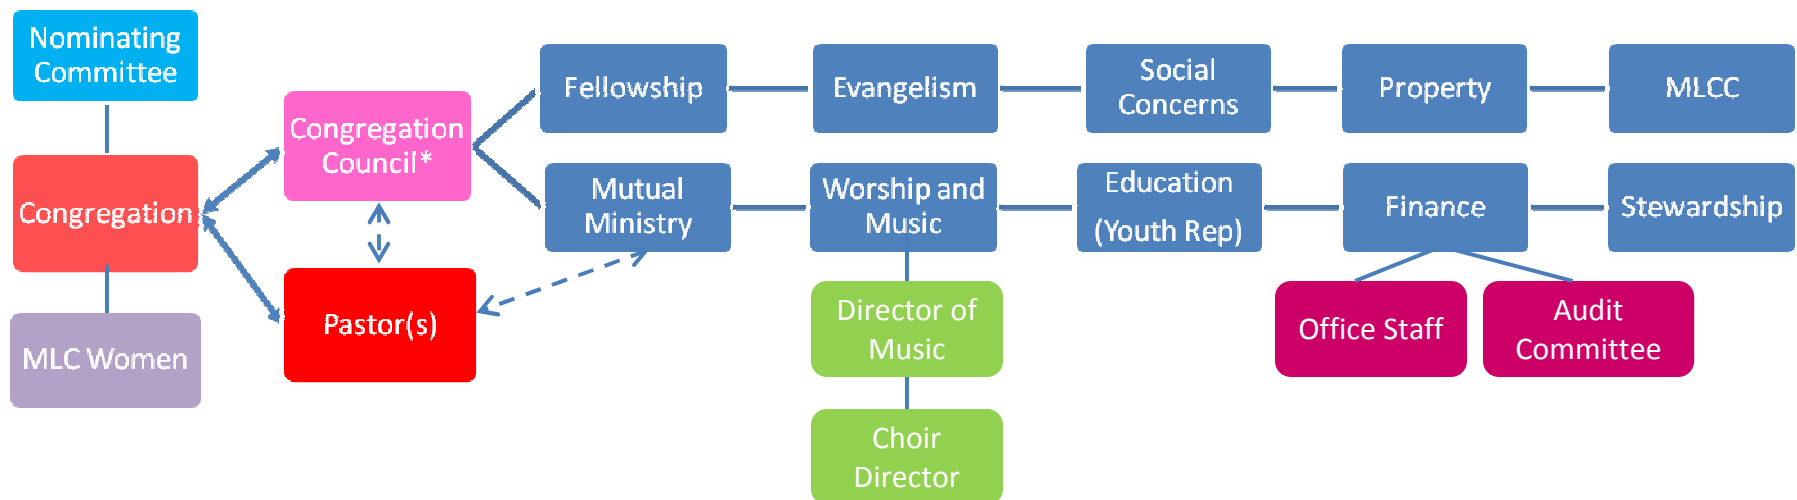 Nominating
Committee
Congregation
MLC Women
Congregation
Council*
Pastor(s)
Fellowship
Evangelism
Social
Concerns
Property
MLCC
Mutual
Ministry
Worship and
Music
Education
(Youth Rep)
Finance
Stewardship
Director of
Music
Choir
Director
Office Staff
Audit
Committee